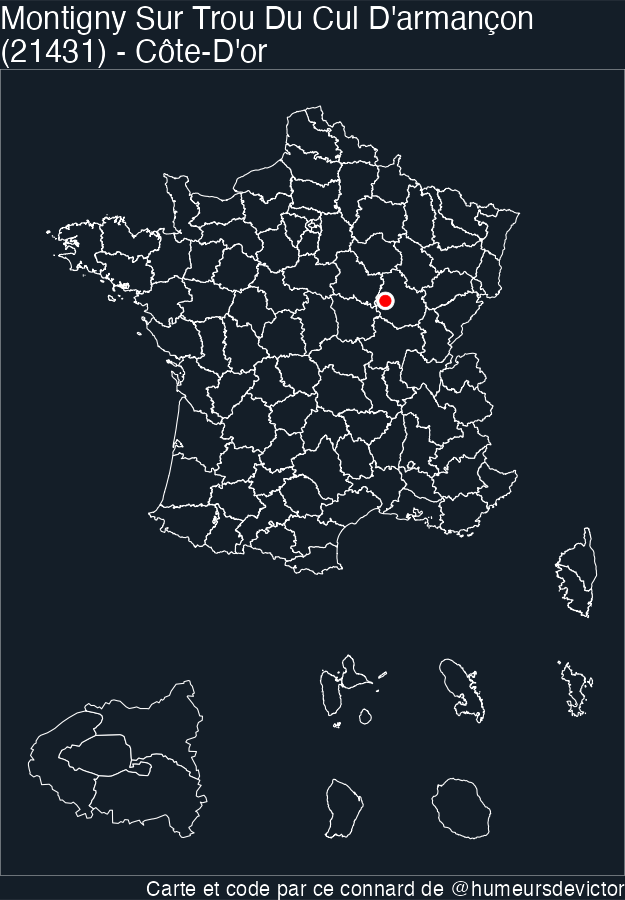 Montigny Sur Trou Du Cul D'armançon
(21431) - Côte-D'or
Carte et code par ce connard de @humeursdevictor